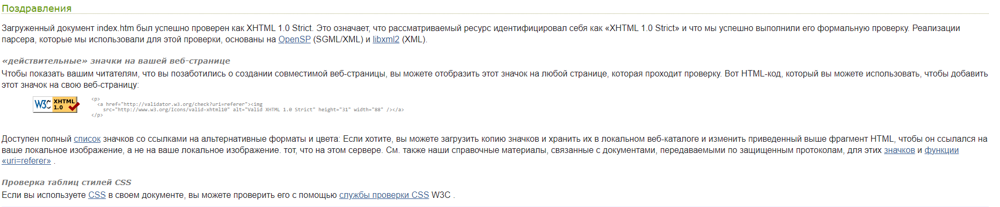 Поздравления
Загруженный документ index.htm был успешно проверен как XHTML 1.0 Strict. Это означает, что рассматриваемый ресурс идентифицировал себя как «XHTML 1.0 Strict» и что мы успешно выполнили его формальную проверку. Реализации
парсера, которые мы использовали для этой проверки, основаны на OpenSP (SGML/XML) и libxml2 (XML).
«действительные» значки на вашей веб-странице
Чтобы показать вашим читателям, что вы позаботились о создании совместимой веб-страницы, вы можете отобразить этот значок на любой странице, которая проходит проверку. Вот HTML-код, который вы можете использовать, чтобы добавить
этот значок на свою веб-страницу:
W3C XHTML 1.0
<p>
<a href="http://validator.w3.org/check?uri=referer"><img
src="http://www.w3.org/Icons/valid-xhtml10" alt="Valid XHTML 1.0 Strict" height="31" width="88" /></a>
</p>
Доступен полный список значков со ссылками на альтернативные форматы и цвета: Если хотите, вы можете загрузить копию значков и хранить их в локальном веб-каталоге и изменить приведенный выше фрагмент HTML, чтобы он ссылался на
ваше локальное изображение, а не на ваше локальное изображение. тот, что на этом сервере. См. также наши справочные материалы, связанные с документами, передаваемыми по защищенным протоколам, для этих значков и функции
«uri=referer» .
Проверка таблиц стилей CSS
Если вы используете CSS в своем документе, вы можете проверить его с помощью службы проверки CSS W3C .